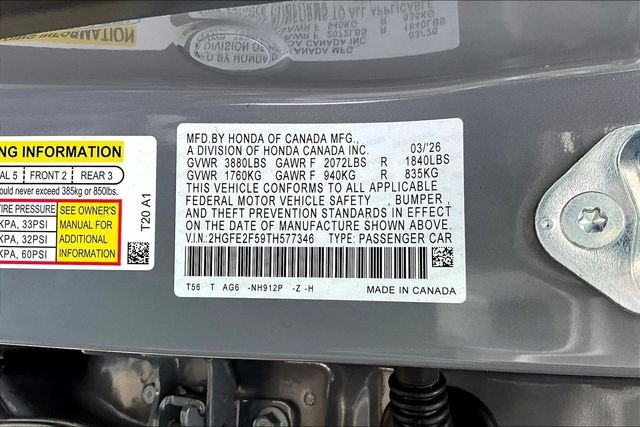 NG INFORMATION
AL 5 FRONT 2 REAR 3
ould never exceed 385kg or 850lbs.
IRE PRESSURE
KPA, 33PSI
KPA, 32PSI
KPA, 60PSI
SEE OWNER'S
MANUAL FOR
ADDITIONAL
INFORMATION
T20 A1
MFD.BY HONDA OF CANADA MFG.,
A DIVISION OF HONDA CANADA INC. 03/'26
GVWR 3880LBS GAWR F 2072LBS R 1840LBS
GVWR 1760KG GAWR F 940KG R 835KG
THIS VEHICLE CONFORMS TO ALL APPLICABLE
FEDERAL MOTOR VEHICLE SAFETY , BUMPER ,
AND THEFT PREVENTION STANDARDS IN EFFECT
ON THE DATE OF MANUFACTURE SHOWN ABOVE.
V.I.N.:2HGFE2F59TH577346 TYPE: PASSENGER CAR
T56 T AG6 -NH912P -Z -H MADE IN CANADA